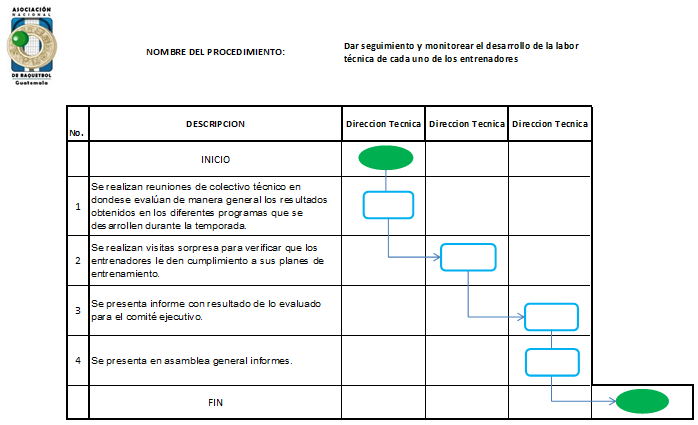 ASOCIACIÓN
NACIONAL
DE RAQUETBOL
Guatemala
NOMBRE DEL PROCEDIMIENTO:
Dar seguimiento y monitorear el desarrollo de la labor
técnica de cada uno de los entrenadores
No.
DESCRIPCION
Direccion Tecnica
Direccion Tecnica
Direccion Tecnica
INICIO
1
Se realizan reuniones de colectivo técnico en
dondese evalúan de manera general los resultados
obtenidos en los diferentes programas que se
desarrollen durante la temporada.
2
Se realizan visitas sorpresa para verificar que los
entrenadores le den cumplimiento a sus planes de
entrenamiento.
3
Se presenta informe con resultado de lo evaluado
para el comité ejecutivo.
4
Se presenta en asamblea general informes.
FIN